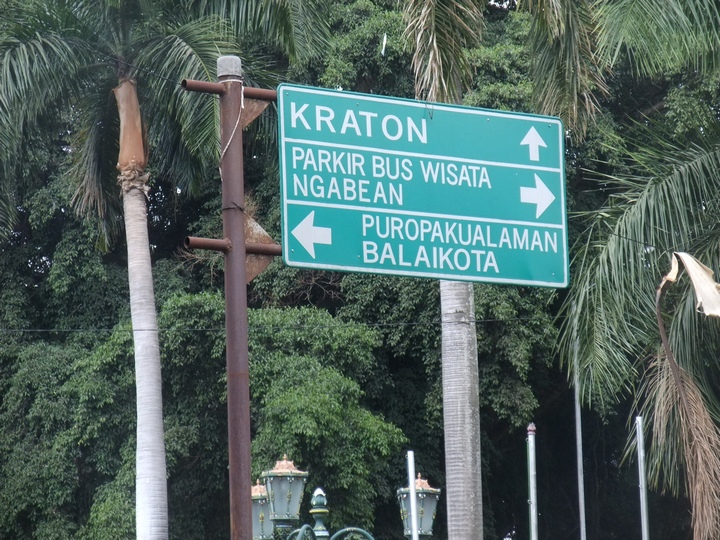 KRATON
PARKIR BUS WISATA
NGABEAN
PUROPAKUALAMAN
BALAIKOTA